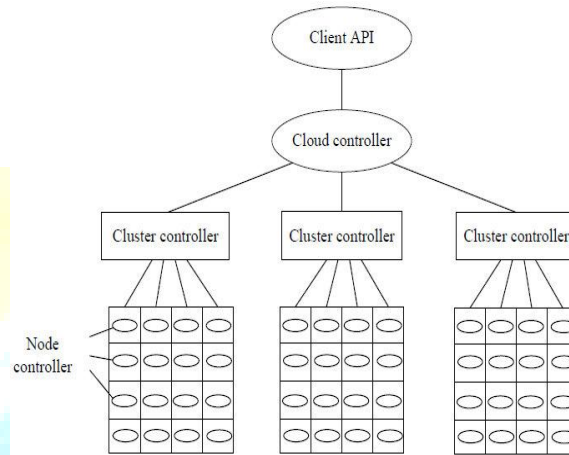 Client API
Cloud controller
Cluster controller
Cluster controller
Cluster controller
Node
controller